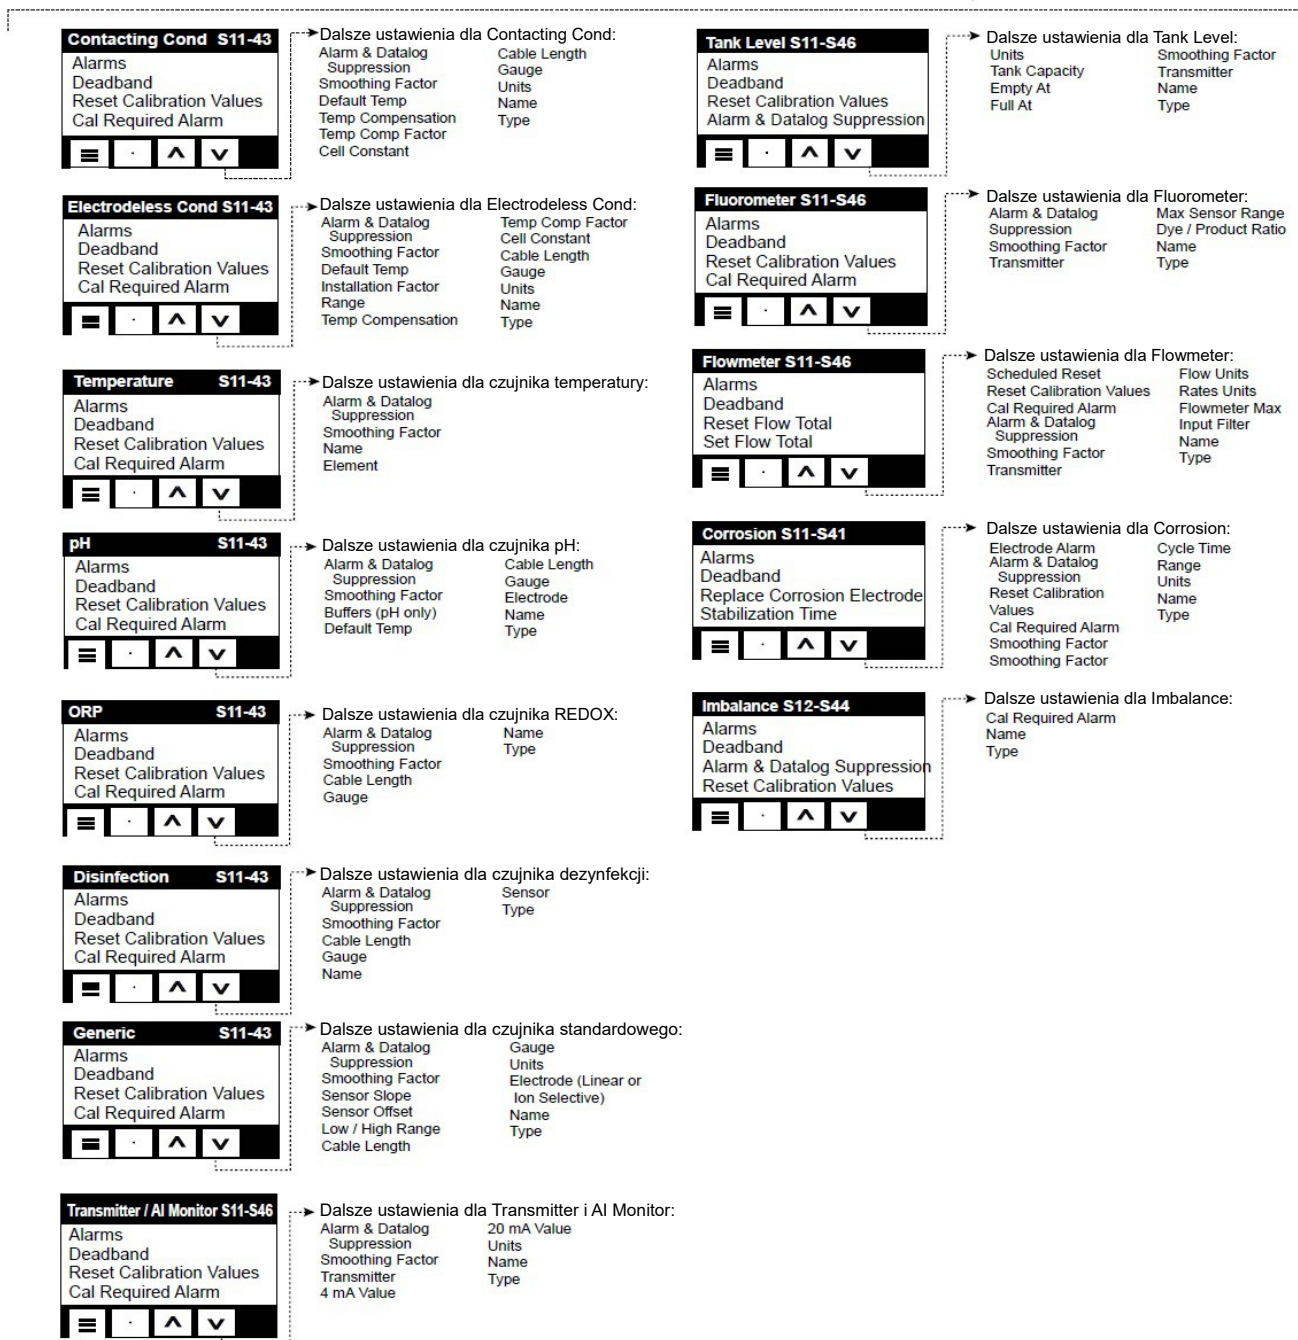 Contacting Cond S11-43
Alarms
Deadband
Reset Calibration Values
Cal Required Alarm
Dalsze ustawienia dla Contacting Cond:
Alarm & Datalog
Suppression
Smoothing Factor
Default Temp
Temp Compensation
Temp Comp Factor
Cell Constant
Cable Length
Gauge
Units
Name
Type
Electrodeless Cond S11-43
Alarms
Deadband
Reset Calibration Values
Cal Required Alarm
Dalsze ustawienia dla Electrodeless Cond:
Alarm & Datalog
Suppression
Smoothing Factor
Default Temp
Installation Factor
Range
Temp Compensation
Temp Comp Factor
Cell Constant
Cable Length
Gauge
Units
Name
Type
Temperature S11-43
Alarms
Deadband
Reset Calibration Values
Cal Required Alarm
Dalsze ustawienia dla czujnika temperatury:
Alarm & Datalog
Suppression
Smoothing Factor
Name
Element
pH S11-43
Alarms
Deadband
Reset Calibration Values
Cal Required Alarm
Dalsze ustawienia dla czujnika pH:
Alarm & Datalog
Suppression
Smoothing Factor
Buffers (pH only)
Default Temp
Cable Length
Gauge
Electrode
Name
Type
ORP S11-43
Alarms
Deadband
Reset Calibration Values
Cal Required Alarm
Dalsze ustawienia dla czujnika REDOX:
Alarm & Datalog
Suppression
Smoothing Factor
Cable Length
Gauge
Name
Type
Disinfection S11-43
Alarms
Deadband
Reset Calibration Values
Cal Required Alarm
Dalsze ustawienia dla czujnika dezynfekcji:
Alarm & Datalog
Suppression
Smoothing Factor
Cable Length
Gauge
Name
Sensor
Type
Generic S11-43
Alarms
Deadband
Reset Calibration Values
Cal Required Alarm
Dalsze ustawienia dla czujnika standardowego:
Alarm & Datalog
Suppression
Smoothing Factor
Sensor Slope
Sensor Offset
Low / High Range
Cable Length
Gauge
Units
Electrode (Linear or
Ion Selective)
Name
Type
Transmitter / AI Monitor S11-S46
Alarms
Deadband
Reset Calibration Values
Cal Required Alarm
Dalsze ustawienia dla Transmitter i AI Monitor:
Alarm & Datalog
Suppression
Smoothing Factor
Transmitter
4 mA Value
20 mA Value
Units
Name
Type
Tank Level S11-S46
Alarms
Deadband
Reset Calibration Values
Alarm & Datalog Suppression
Dalsze ustawienia dla Tank Level:
Units
Tank Capacity
Empty At
Full At
Smoothing Factor
Transmitter
Name
Type
Fluorometer S11-S46
Alarms
Deadband
Reset Calibration Values
Cal Required Alarm
Dalsze ustawienia dla Fluorometer:
Alarm & Datalog
Suppression
Smoothing Factor
Transmitter
Max Sensor Range
Dye / Product Ratio
Name
Type
Flowmeter S11-S46
Alarms
Deadband
Reset Flow Total
Set Flow Total
Dalsze ustawienia dla Flowmeter:
Scheduled Reset
Reset Calibration Values
Cal Required Alarm
Alarm & Datalog
Suppression
Smoothing Factor
Transmitter
Flow Units
Rates Units
Flowmeter Max
Input Filter
Name
Type
Corrosion S11-S41
Alarms
Deadband
Replace Corrosion Electrode
Stabilization Time
Dalsze ustawienia dla Corrosion:
Electrode Alarm
Alarm & Datalog
Suppression
Reset Calibration
Values
Cal Required Alarm
Smoothing Factor
Smoothing Factor
Cycle Time
Range
Units
Name
Type
Imbalance S12-S44
Alarms
Deadband
Alarm & Datalog Suppression
Reset Calibration Values
Dalsze ustawienia dla Imbalance:
Cal Required Alarm
Name
Type